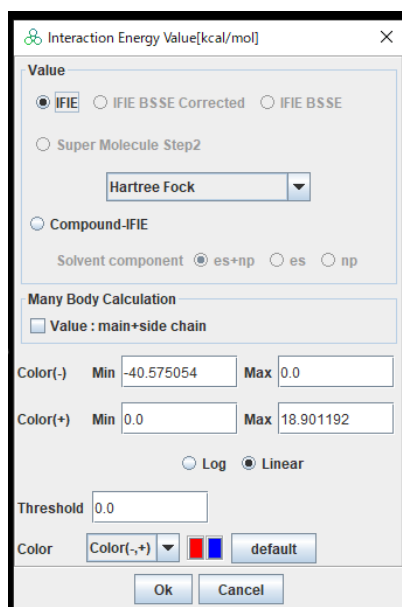 Interaction Energy Value[kcal/mol]
Value
IFIE IFIE BSSE Corrected IFIE BSSE
Super Molecule Step2
Hartree Fock
Compound-IFIE
Solvent component es+np es np
Many Body Calculation
Value : main+side chain
Color(-) Min -40.575054 Max 0.0
Color(+) Min 0.0 Max 18.901192
Log Linear
Threshold 0.0
Color Color(-,+) default
Ok Cancel